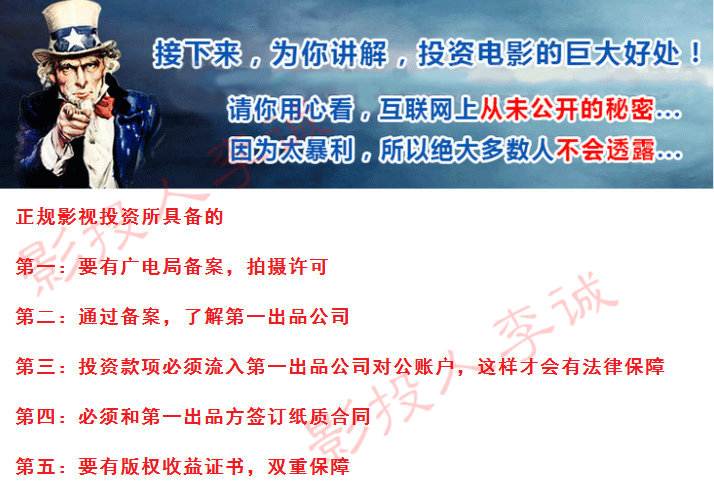 接下来，为你讲解，投资电影的巨大好处！
请你用心看，互联网上从未公开的秘密...
因为太暴利，所以绝大多数人不会透露...
正规影视投资所具备的
第一：要有广电局备案，拍摄许可
第二：通过备案，了解第一出品公司
第三：投资款项必须流入第一出品公司对公账户，这样才会有法律保障
第四：必须和第一出品方签订纸质合同
第五：要有版权收益证书，双重保障
影投人李诚
影投人李诚